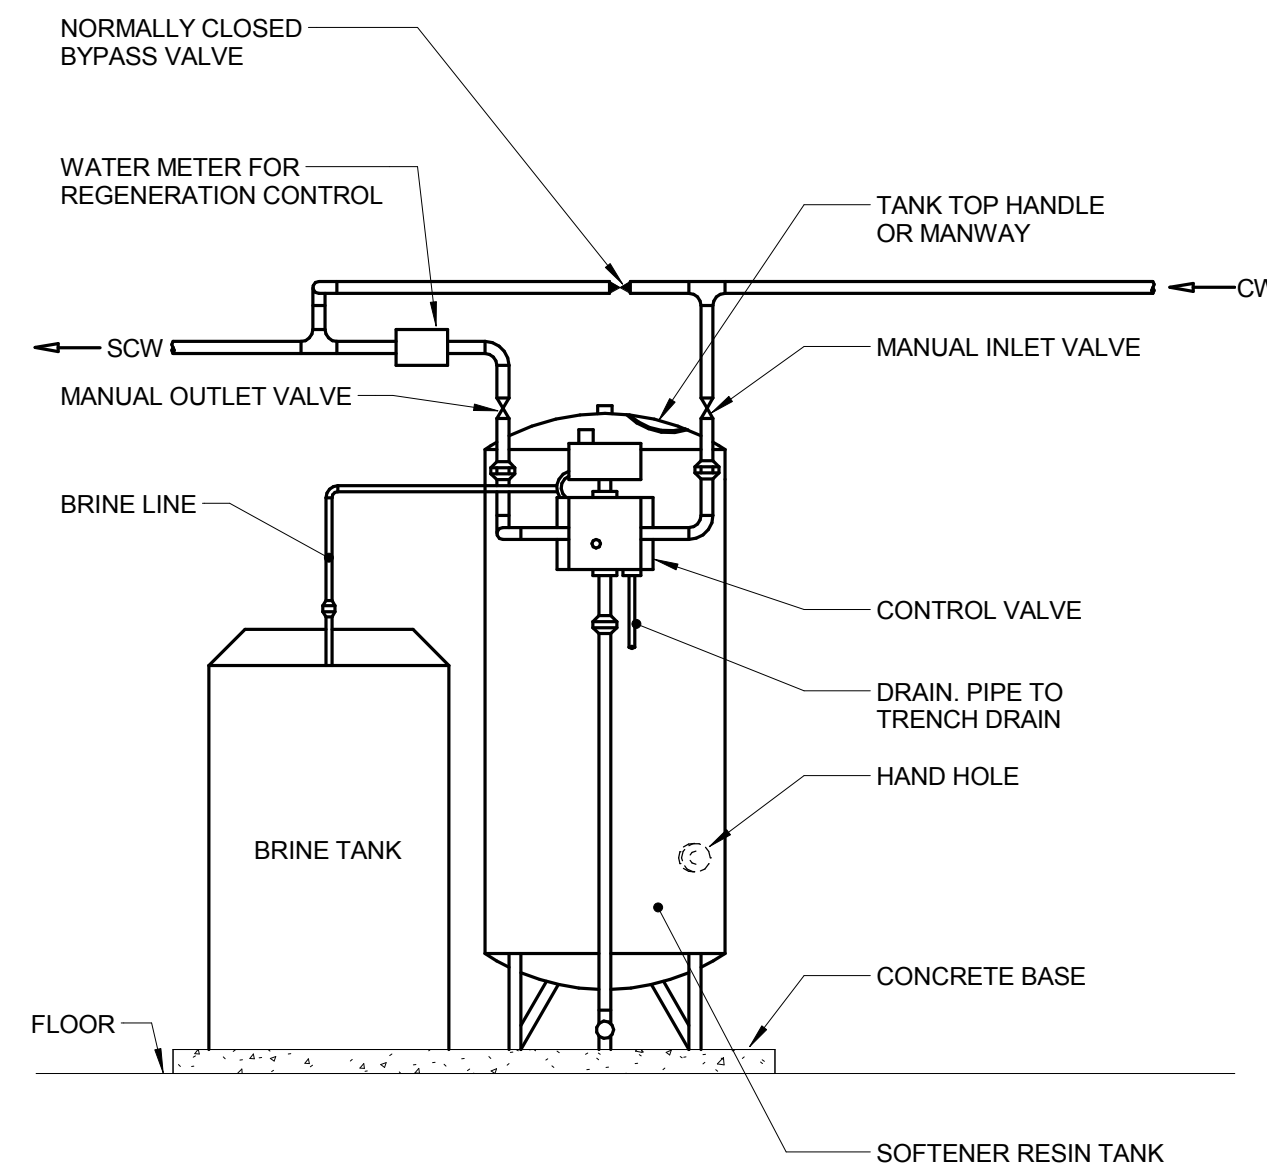 NORMALLY CLOSED
BYPASS VALVE
WATER METER FOR
REGENERATION CONTROL
TANK TOP HANDLE
OR MANWAY
CW
SCW
MANUAL INLET VALVE
MANUAL OUTLET VALVE
BRINE LINE
CONTROL VALVE
DRAIN. PIPE TO
TRENCH DRAIN
HAND HOLE
BRINE TANK
CONCRETE BASE
FLOOR
SOFTENER RESIN TANK